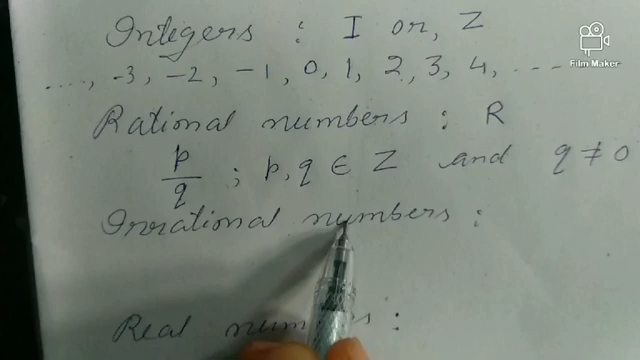 Integers : I or, Z
Film Maker
...., -3, -2, -1, 0, 1, 2, 3, 4, ----
Rational numbers : R
p/q ; p, q ∈ Z and q ≠ 0
Irrational numbers :
Real num s :